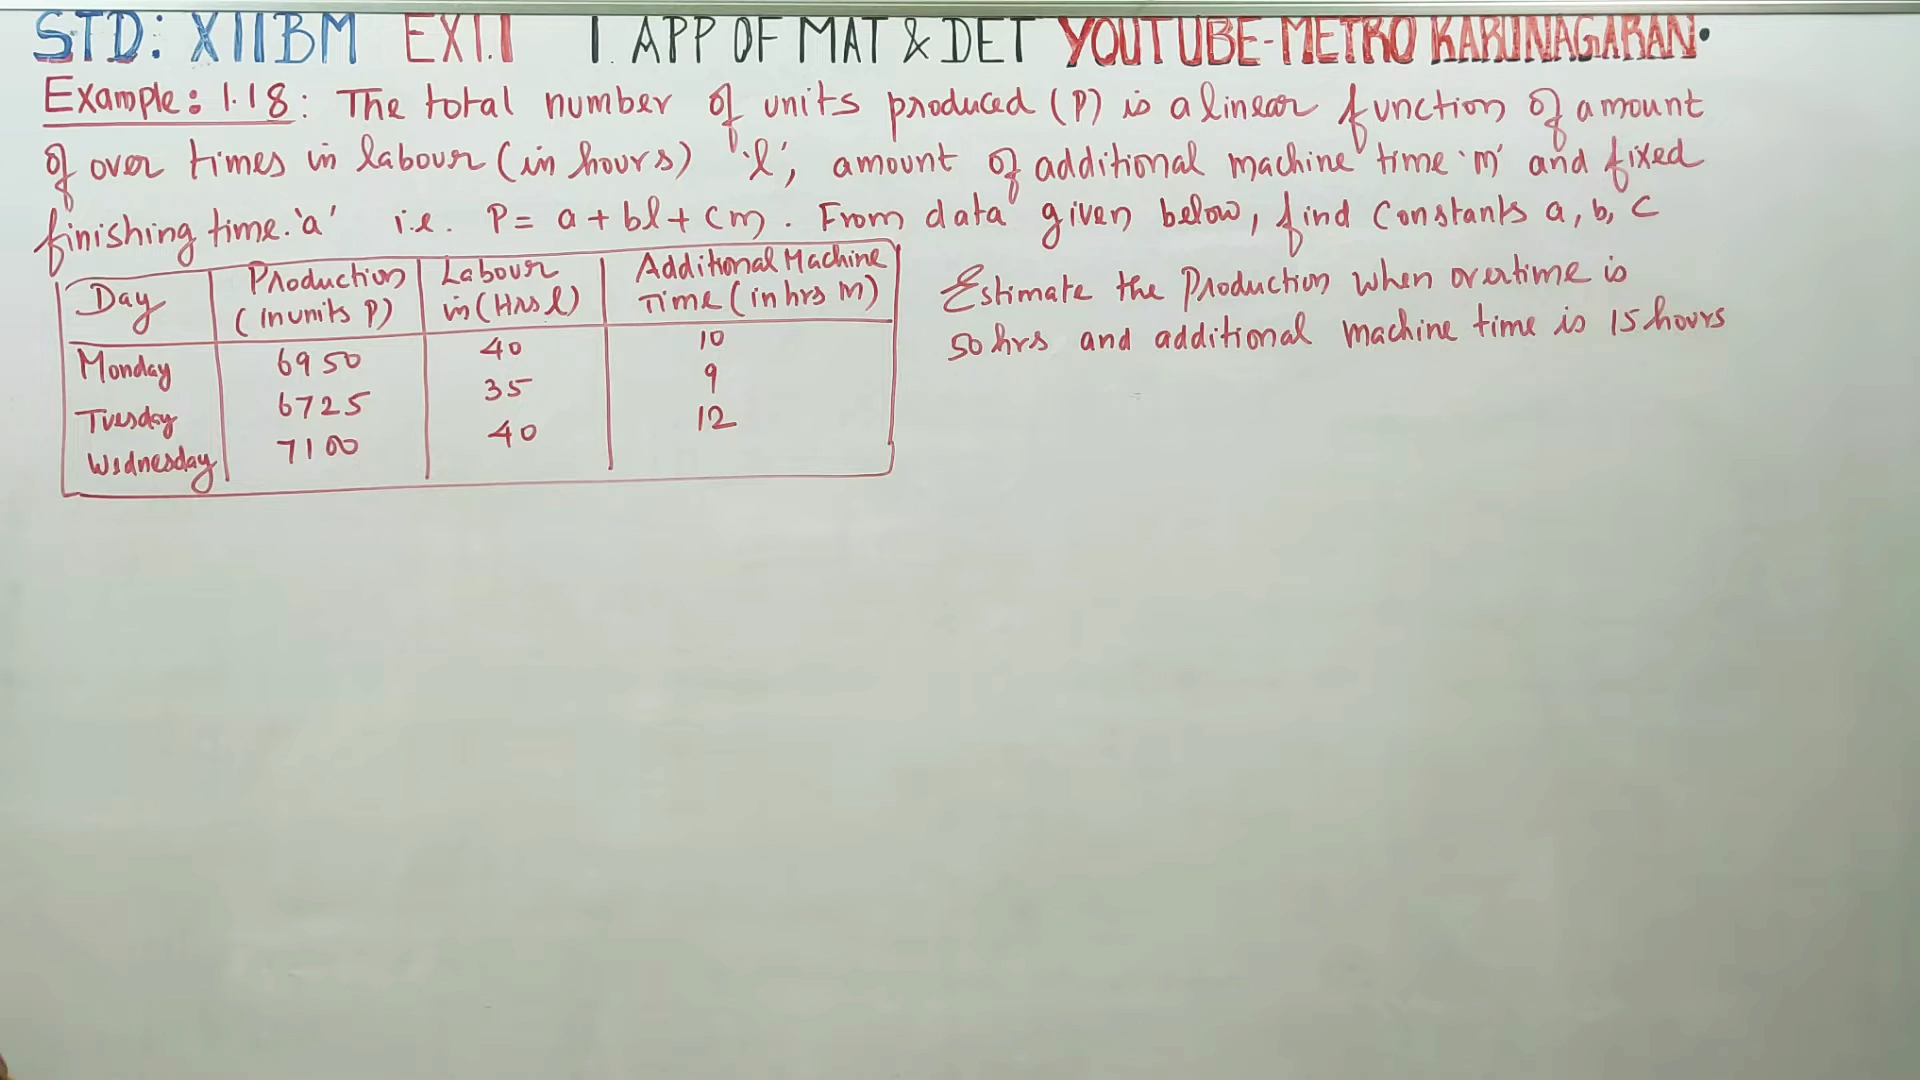 STD: XIIBM EX1.1 1. APP OF MAT & DET YOUTUBE-METRO KARUNAGARAN.
Example: 1.18: The total number of units produced (P) is a linear function of amount
of over times in labour (in hours) 'l', amount of additional machine time 'm' and fixed
finishing time. 'a' i.e. P = a + bl + cm. From data given below, find constants a, b, c
Day Production (in units P) Labour in (Hrs l) Additional Machine Time (in hrs M)
Monday 6950 40 10
Tuesday 6725 35 9
Wednesday 7100 40 12
Estimate the Production when overtime is
50 hrs and additional machine time is 15 hours